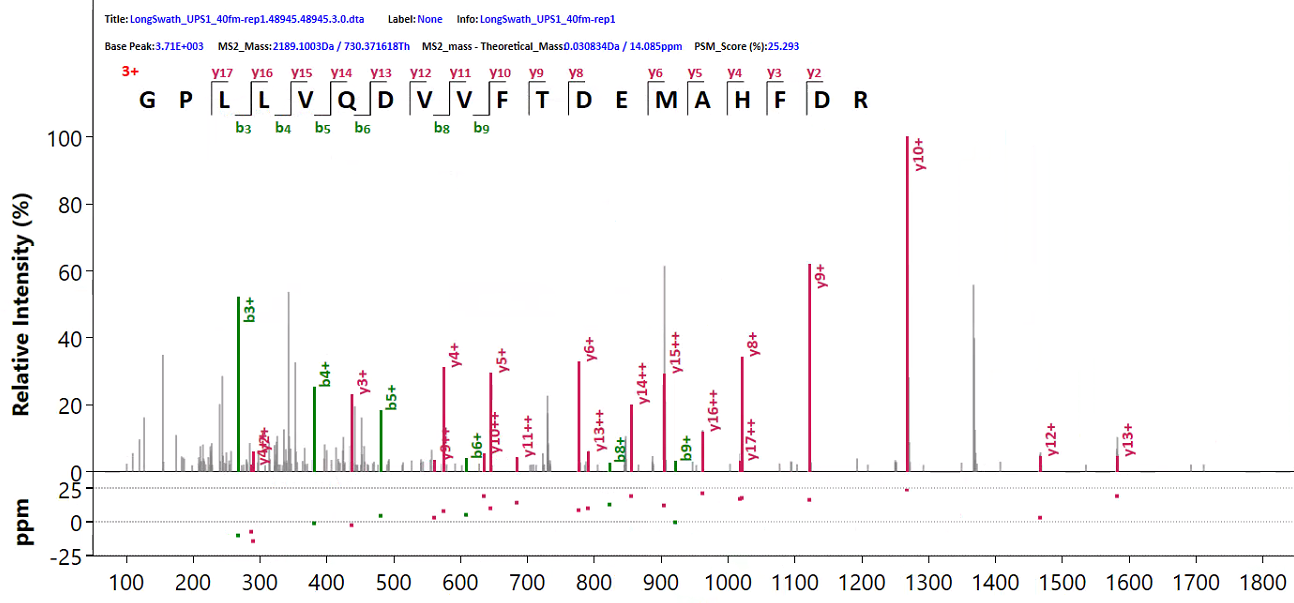 Title: LongSwath_UPS1_40fm-rep1.48945.48945.3.0.dta Label: None Info: LongSwath_UPS1_40fm-rep1
Base Peak: 3.71E+003 MS2_Mass: 2189.1003Da / 730.371618Th MS2_mass - Theoretical_Mass: 0.030834Da / 14.085ppm PSM_Score (%): 25.293
3+
y17 y16 y15 y14 y13 y12 y11 y10 y9 y8 y6 y5 y4 y3 y2
G P L L V Q D V V F T D E M A H F D R
b3 b4 b5 b6 b8 b9
Relative Intensity (%)
100
80
60
40
20
0
b3+
y2+
b4+
y3+
b5+
y9++
y4+
b6+
y10++
y5+
y11++
y6+
y13++
b8+
y14++
y15++
b9+
y16++
y17++
y8+
y9+
y10+
y12+
y13+
ppm
25
0
-25
100 200 300 400 500 600 700 800 900 1000 1100 1200 1300 1400 1500 1600 1700 1800